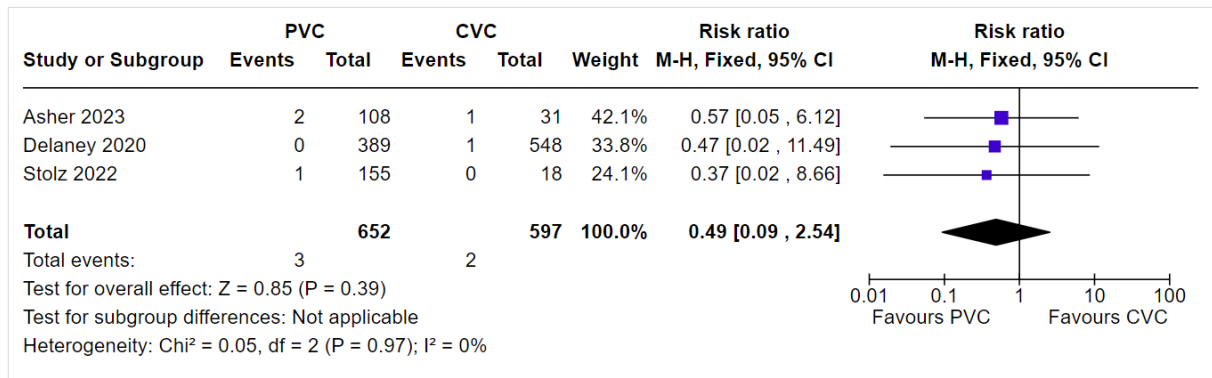 PVC CVC Risk ratio Risk ratio
Study or Subgroup Events Total Events Total Weight M-H, Fixed, 95% CI M-H, Fixed, 95% CI
Asher 2023 2 108 1 31 42.1% 0.57 [0.05 , 6.12]
Delaney 2020 0 389 1 548 33.8% 0.47 [0.02 , 11.49]
Stolz 2022 1 155 0 18 24.1% 0.37 [0.02 , 8.66]
Total 652 597 100.0% 0.49 [0.09 , 2.54]
Total events: 3 2
Test for overall effect: Z = 0.85 (P = 0.39)
Test for subgroup differences: Not applicable
Heterogeneity: Chi² = 0.05, df = 2 (P = 0.97); I² = 0%
0.01 0.1 1 10 100
Favours PVC Favours CVC